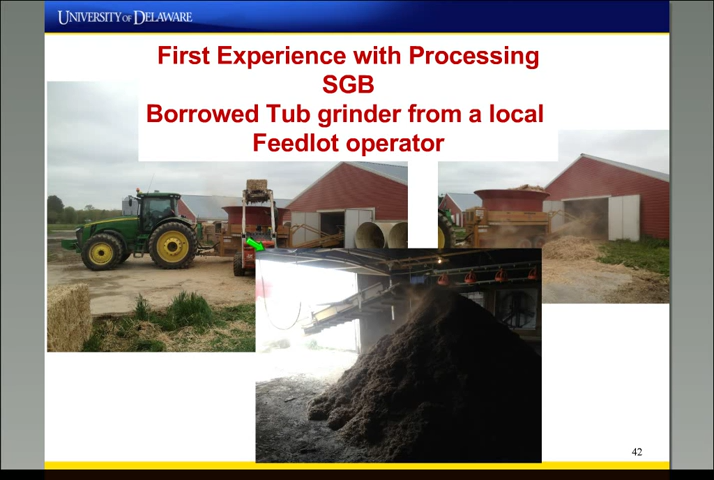 UNIVERSITY OF DELAWARE
First Experience with Processing
SGB
Borrowed Tub grinder from a local
Feedlot operator
42